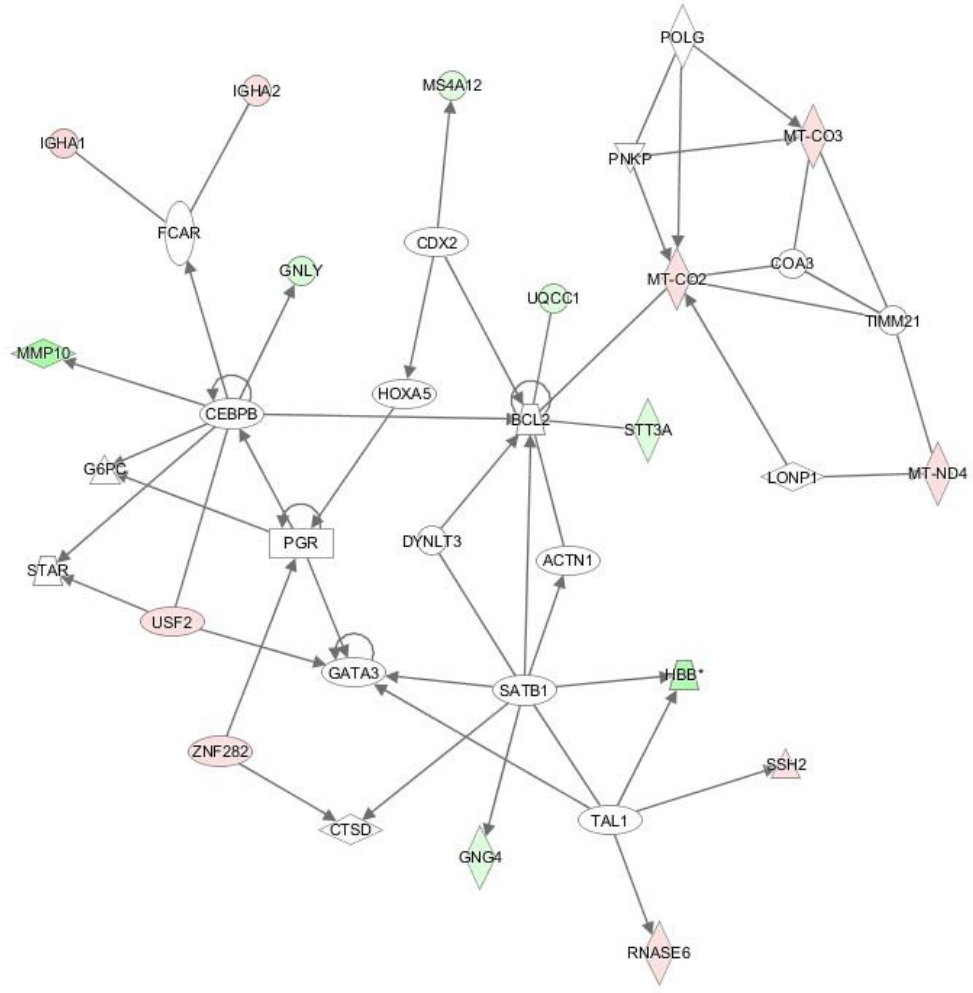 POLG
MS4A12
IGHA2
MT-CO3
IGHA1
PNKP
FCAR
CDX2
COA3
GNLY
MT-CO2
UQCC1
TIMM21
MMP10
HOXA5
CEBPB
BCL2
STT3A
G6PC
LONP1
MT-ND4
PGR
DYNLT3
ACTN1
STAR
USF2
GATA3
HBB*
SATB1
ZNF282
SSH2
TAL1
CTSD
GNG4
RNASE6